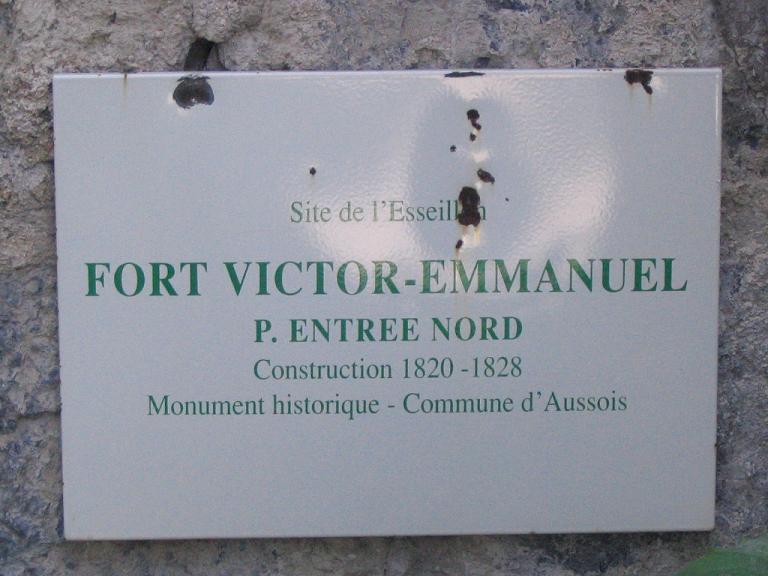 Site de l'Esseillon
FORT VICTOR-EMMANUEL
P. ENTREE NORD
Construction 1820 -1828
Monument historique - Commune d'Aussois